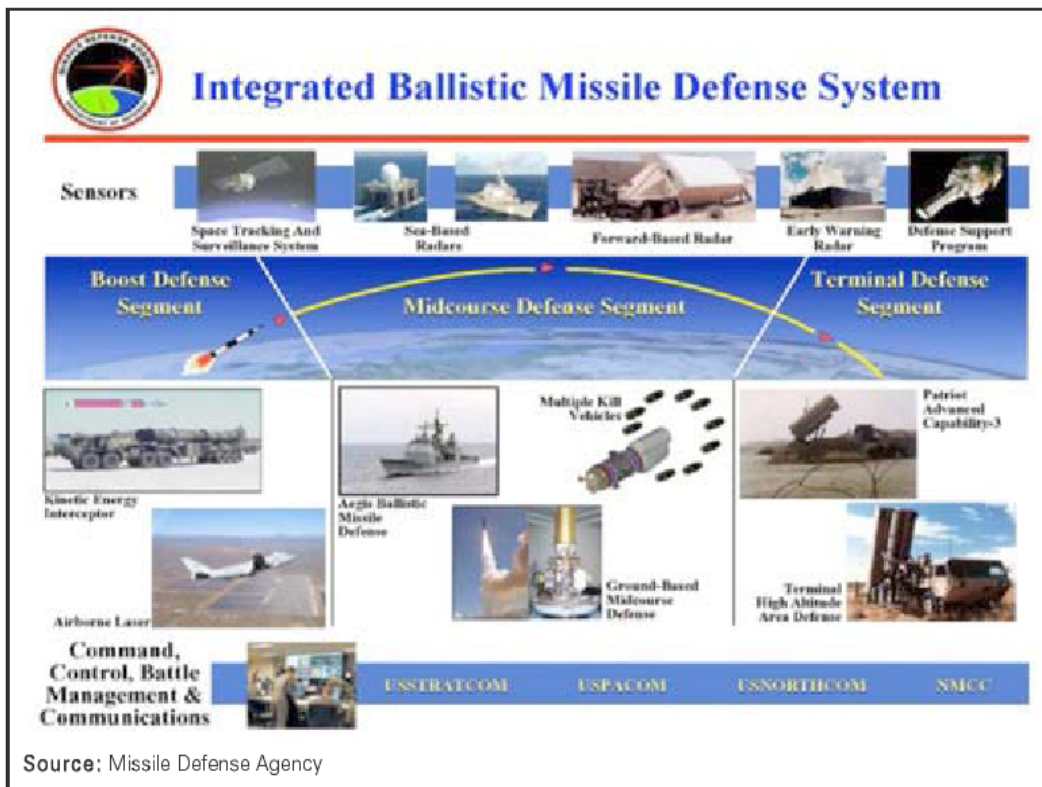 MISSILE DEFENSE AGENCY
Integrated Ballistic Missile Defense System
Sensors
Space Tracking And
Surveillance System
Sea-Based
Radars
Forward-Based Radar
Early Warning
Radar
Defense Support
Program
Boost Defense
Segment
Midcourse Defense Segment
Terminal Defense
Segment
Kinetic Energy
Interceptor
Airborne Laser
Aegis Ballistic
Missile
Defense
Multiple Kill
Vehicles
Ground-Based
Midcourse
Defense
Patriot
Advanced
Capability-3
Terminal
High Altitude
Area Defense
Command,
Control, Battle
Management &
Communications
USSTRATCOM
USPACOM
USNORTHCOM
NMCC
Source: Missile Defense Agency